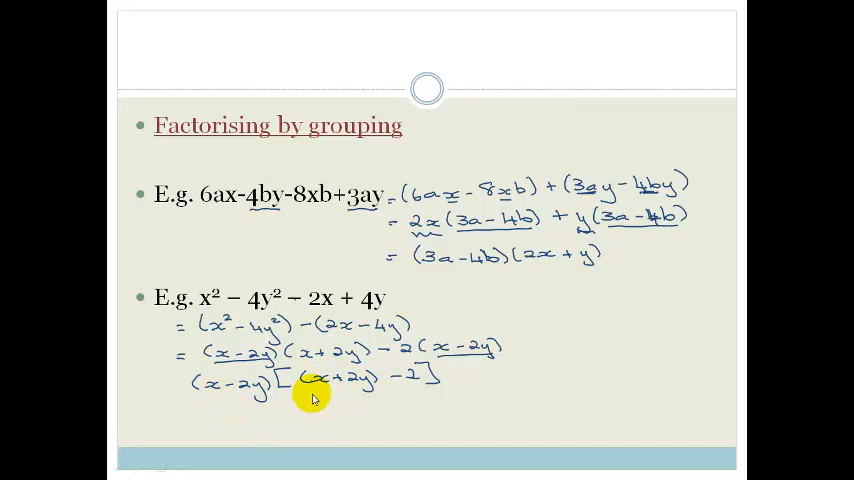 Factorising by grouping
E.g. 6ax-4by-8xb+3ay = (6ax - 8xb) + (3ay - 4by)
= 2x(3a - 4b) + y(3a - 4b)
= (3a - 4b)(2x + y)
E.g. x² – 4y² – 2x + 4y
= (x² - 4y²) - (2x - 4y)
= (x - 2y)(x + 2y) - 2(x - 2y)
(x - 2y)[(x + 2y) - 2]